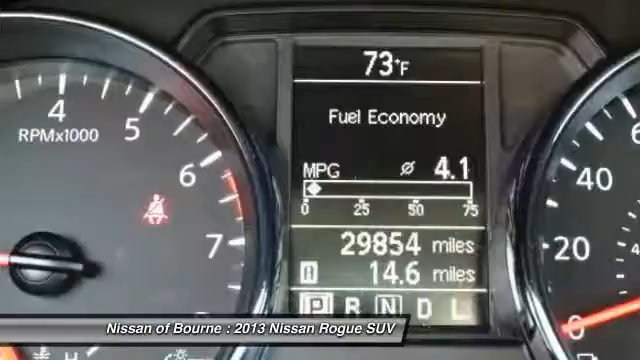 73°F
Fuel Economy
MPG ⌀ 4.1
0 25 50 75
29854 miles
A 14.6 miles
P R N D L
4
RPMx1000
5
6
7
40
20
4
0
H
Nissan of Bourne : 2013 Nissan Rogue SUV